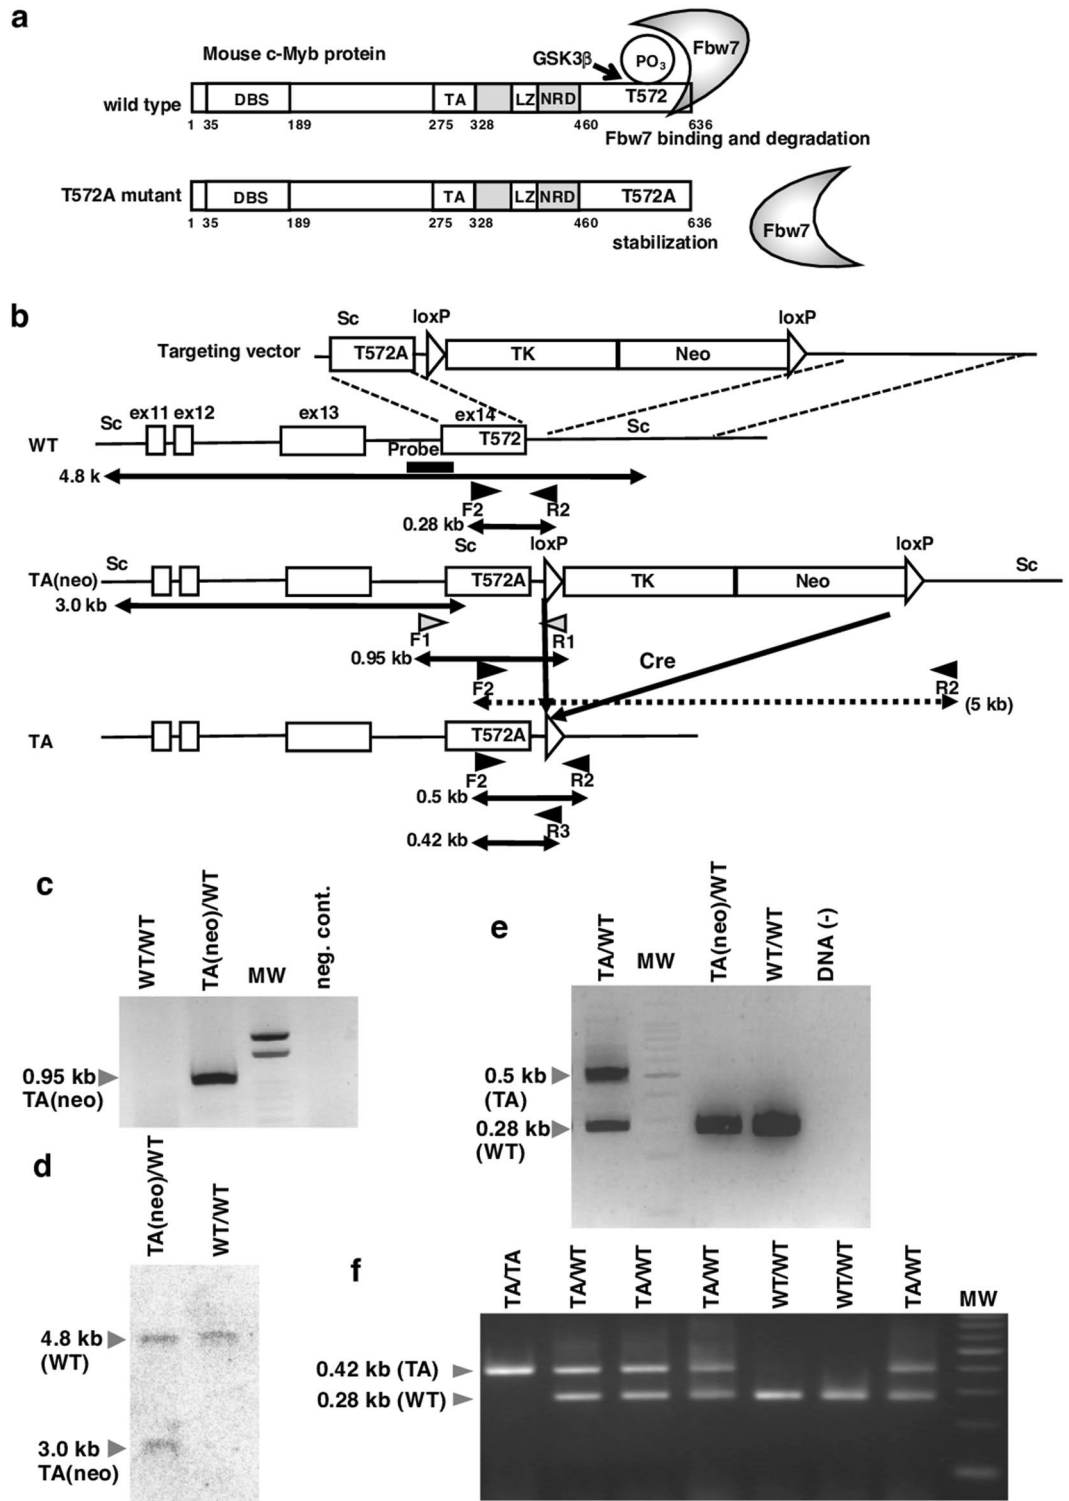 a
Mouse c-Myb protein
GSK3β
PO3
Fbw7
wild type
DBS
TA
LZ
NRD
T572
1 35 189 275 328 460 636
Fbw7 binding and degradation
T572A mutant
DBS
TA
LZ
NRD
T572A
1 35 189 275 328 460 636
stabilization
Fbw7
b
Sc
loxP
loxP
Targeting vector
T572A
TK
Neo
WT
Sc
ex11 ex12
ex13
ex14
T572
Sc
Probe
4.8 k
F2
R2
0.28 kb
Sc
loxP
loxP
TA(neo)
Sc
T572A
TK
Neo
Sc
3.0 kb
F1
R1
0.95 kb
Cre
F2
R2
(5 kb)
TA
T572A
F2
R2
0.5 kb
R3
0.42 kb
c
WT/WT
TA(neo)/WT
MW
neg. cont.
0.95 kb
TA(neo)
d
TA(neo)/WT
WT/WT
4.8 kb
(WT)
3.0 kb
TA(neo)
e
TA/WT
MW
TA(neo)/WT
WT/WT
DNA (-)
0.5 kb
(TA)
0.28 kb
(WT)
f
TA/TA
TA/WT
TA/WT
TA/WT
WT/WT
WT/WT
TA/WT
MW
0.42 kb (TA)
0.28 kb (WT)